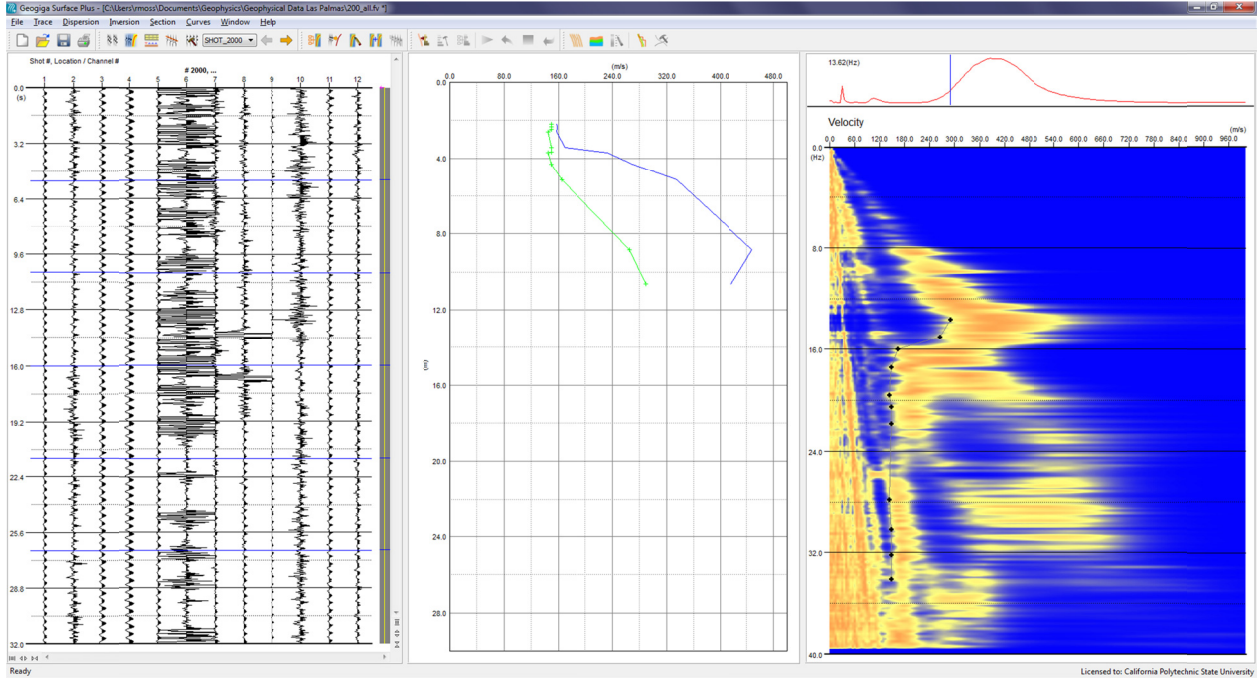 Geogiga Surface Plus - [C:\Users\rmoss\Documents\Geophysics\Geophysical Data Las Palmas\200_all.fv *]
File Trace Dispersion Imersion Section Curves Window Help
SHOT_2000
Shot #, Location / Channel #
# 2000, ...
1 2 3 4 5 6 7 8 9 10 11 12
0.0
(s)
3.2
6.4
9.6
12.8
16.0
19.2
22.4
25.6
28.8
32.0
(m/s)
0.0 80.0 160.0 240.0 320.0 400.0 480.0
0.0
4.0
8.0
12.0
(m)
16.0
20.0
24.0
28.0
13.62(Hz)
Velocity
(m/s)
0.0 60.0 120.0 180.0 240.0 300.0 360.0 420.0 480.0 540.0 600.0 660.0 720.0 780.0 840.0 900.0 960.0
0.0
(Hz)
8.0
16.0
24.0
32.0
40.0
Ready
Licensed to: California Polytechnic State University